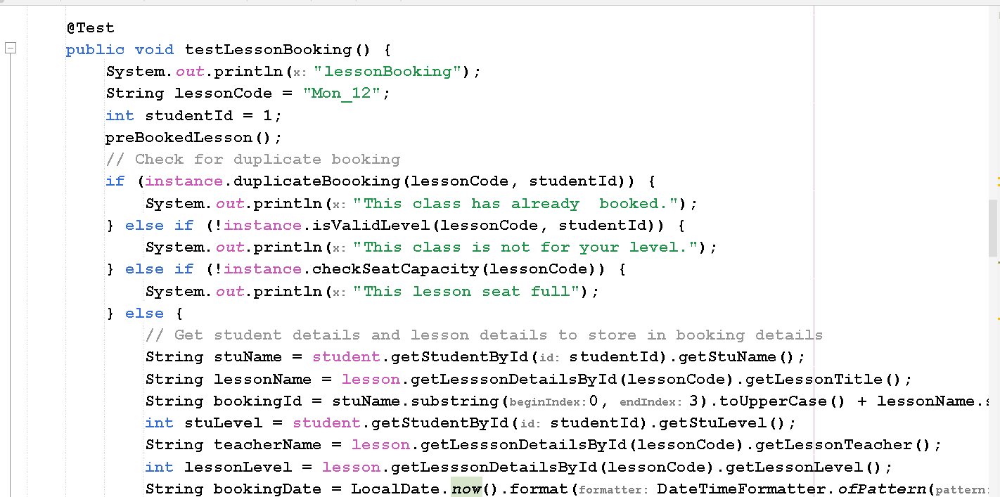 @Test
public void testLessonBooking() {
System.out.println(x: "lessonBooking");
String lessonCode = "Mon_12";
int studentId = 1;
preBookedLesson();
// Check for duplicate booking
if (instance.duplicateBoooking(lessonCode, studentId)) {
System.out.println(x: "This class has already  booked.");
} else if (!instance.isValidLevel(lessonCode, studentId)) {
System.out.println(x: "This class is not for your level.");
} else if (!instance.checkSeatCapacity(lessonCode)) {
System.out.println(x: "This lesson seat full");
} else {
// Get student details and lesson details to store in booking details
String stuName = student.getStudentById(id: studentId).getStuName();
String lessonName = lesson.getLesssonDetailsById(lessonCode).getLessonTitle();
String bookingId = stuName.substring(beginIndex:0, endIndex: 3).toUpperCase() + lessonName.s
int stuLevel = student.getStudentById(id: studentId).getStuLevel();
String teacherName = lesson.getLesssonDetailsById(lessonCode).getLessonTeacher();
int lessonLevel = lesson.getLesssonDetailsById(lessonCode).getLessonLevel();
String bookingDate = LocalDate.now().format(formatter: DateTimeFormatter.ofPattern(pattern: